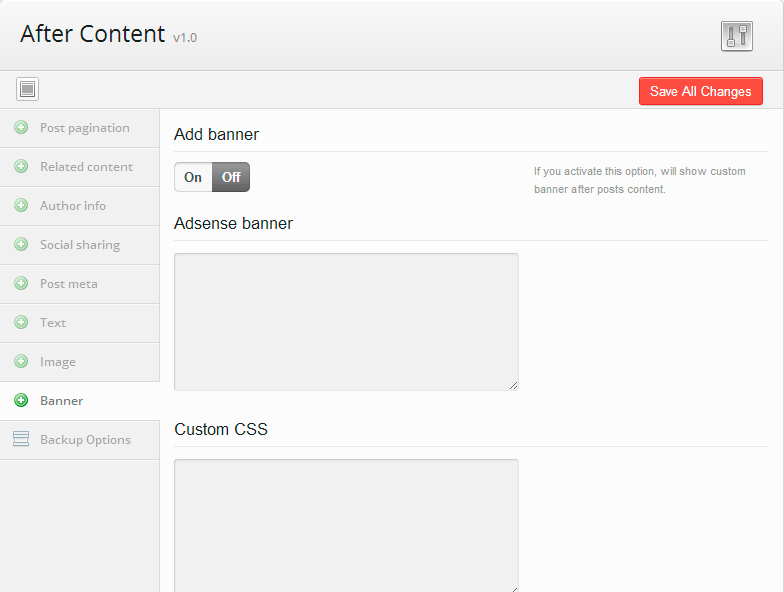 After Content v1.0
Save All Changes
Post pagination
Related content
Author info
Social sharing
Post meta
Text
Image
Banner
Backup Options
Add banner
On Off
If you activate this option, will show custom
banner after posts content.
Adsense banner
Custom CSS